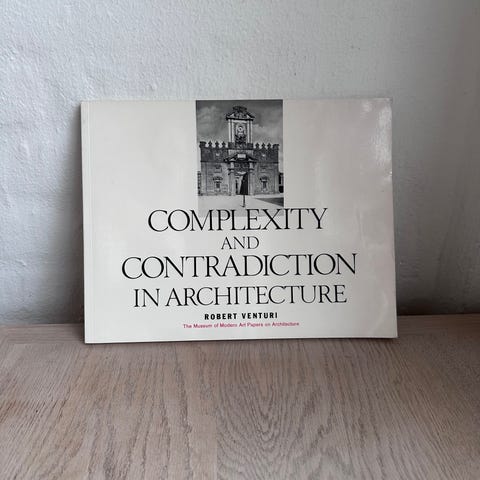 COMPLEXITY
AND
CONTRADICTION
IN ARCHITECTURE
ROBERT VENTURI
The Museum of Modern Art Papers on Architecture